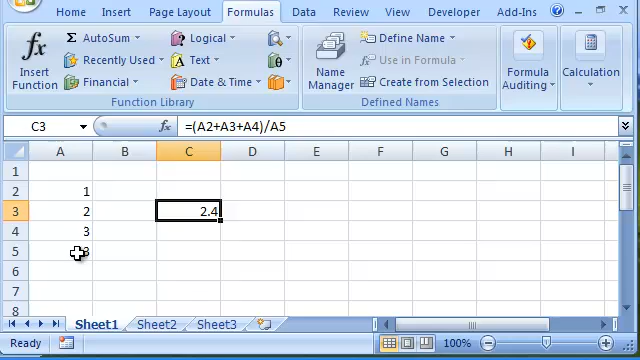 Home Insert Page Layout Formulas Data Review View Developer Add-Ins
Σ AutoSum Logical
Recently Used Text
Financial Date & Time
fx Insert Function
Function Library
Name Manager
Define Name
Use in Formula
Create from Selection
Defined Names
Formula Auditing
Calculation
C3 fx =(A2+A3+A4)/A5
A B C D E F G H I
1
2 1
3 2 2.4
4 3
5
6
7
8
Sheet1 Sheet2 Sheet3
Ready 100%